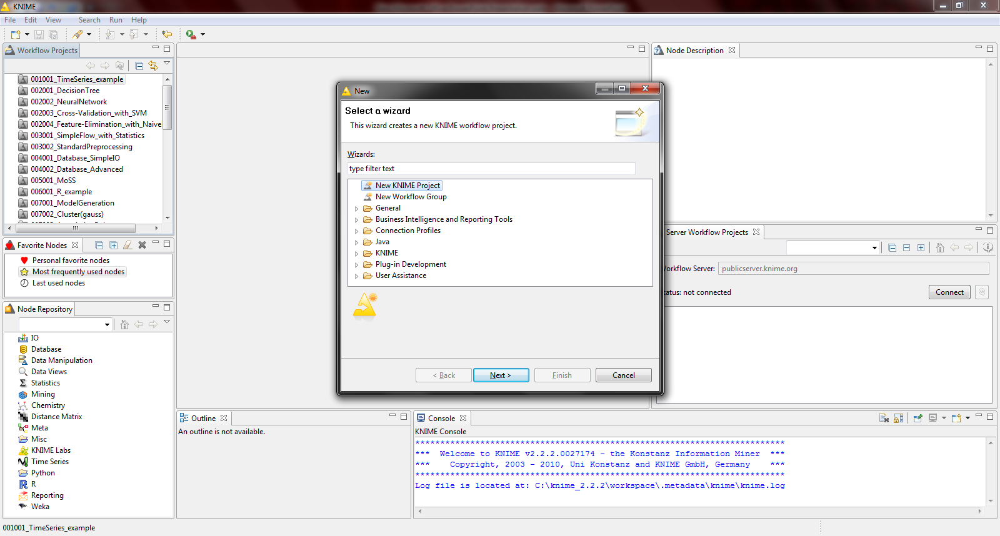 KNIME
File Edit View Search Run Help
Workflow Projects
001001_TimeSeries_example
002001_DecisionTree
002002_NeuralNetwork
002003_Cross-Validation_with_SVM
002004_Feature-Elimination_with_Naive
003001_SimpleFlow_with_Statistics
003002_StandardPreprocessing
004001_Database_SimpleIO
004002_Database_Advanced
005001_MoSS
006001_R_example
007001_ModelGeneration
007002_Cluster(gauss)
Favorite Nodes
Personal favorite nodes
Most frequently used nodes
Last used nodes
Node Repository
IO
Database
Data Manipulation
Data Views
Statistics
Mining
Chemistry
Distance Matrix
Meta
Misc
KNIME Labs
Time Series
Python
R
Reporting
Weka
New
Select a wizard
This wizard creates a new KNIME workflow project.
Wizards:
type filter text
New KNIME Project
New Workflow Group
General
Business Intelligence and Reporting Tools
Connection Profiles
Java
KNIME
Plug-in Development
User Assistance
< Back Next > Finish Cancel
Node Description
Server Workflow Projects
orkflow Server: publicserver.knime.org
atus: not connected Connect
Outline
An outline is not available.
Console
KNIME Console
**************************************************************************
*** Welcome to KNIME v2.2.2.0027174 - the Konstanz Information Miner ***
*** Copyright, 2003 - 2010, Uni Konstanz and KNIME GmbH, Germany ***
**************************************************************************
Log file is located at: C:\knime_2.2.2\workspace\.metadata\knime\knime.log
001001_TimeSeries_example